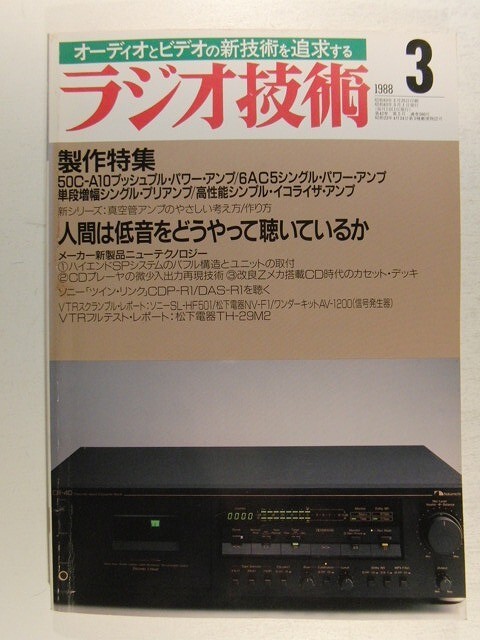 オーディオとビデオの新技術を追求する
ラジオ技術
1988
3
製作特集
50C-A10プッシュプル・パワー・アンプ/6AC5シングル・パワー・アンプ
単段増幅シングル・プリアンプ/高性能シンプル・イコライザ・アンプ
新シリーズ：真空管アンプのやさしい考え方/作り方
人間は低音をどうやって聴いているか
メーカー新製品ニューテクノロジー
①ハイエンドSPシステムのバフル構造とユニットの取付
②CDプレーヤの微少入出力再現技術 ③改良Zメカ搭載CD時代のカセット・デッキ
ソニー「ツイン・リンク」CDP-R1/DAS-R1を聴く
VTRスクランブル・レポート：ソニーSL-HF501/松下電器NV-F1/ワンダーキットAV-1200(信号発生器)
VTRフルテスト・レポート：松下電器TH-29M2
Nakamichi